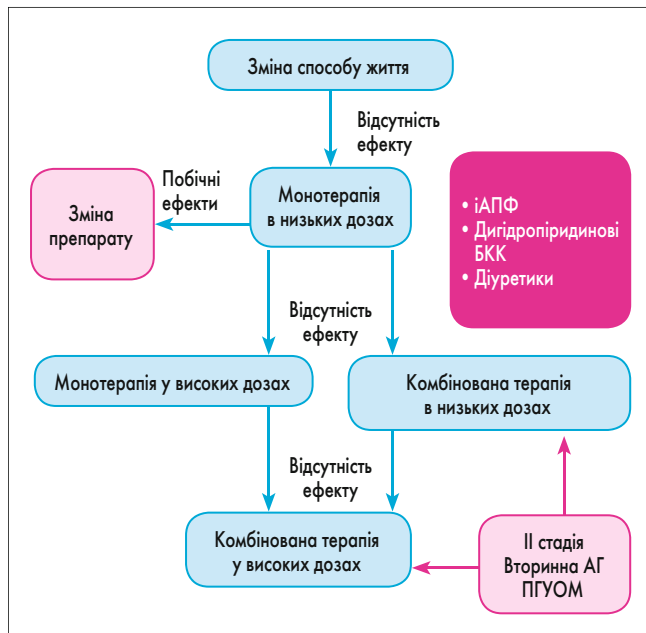 Зміна способу життя
Відсутність
ефекту
Побічні
ефекти
Зміна
препарату
Монотерапія
в низьких дозах
• іАПФ
• Дигідропіридинові
БКК
• Діуретики
Відсутність
ефекту
Монотерапія у високих дозах
Комбінована терапія
в низьких дозах
Відсутність
ефекту
Комбінована терапія
у високих дозах
II стадія
Вторинна АГ
ПГУОМ